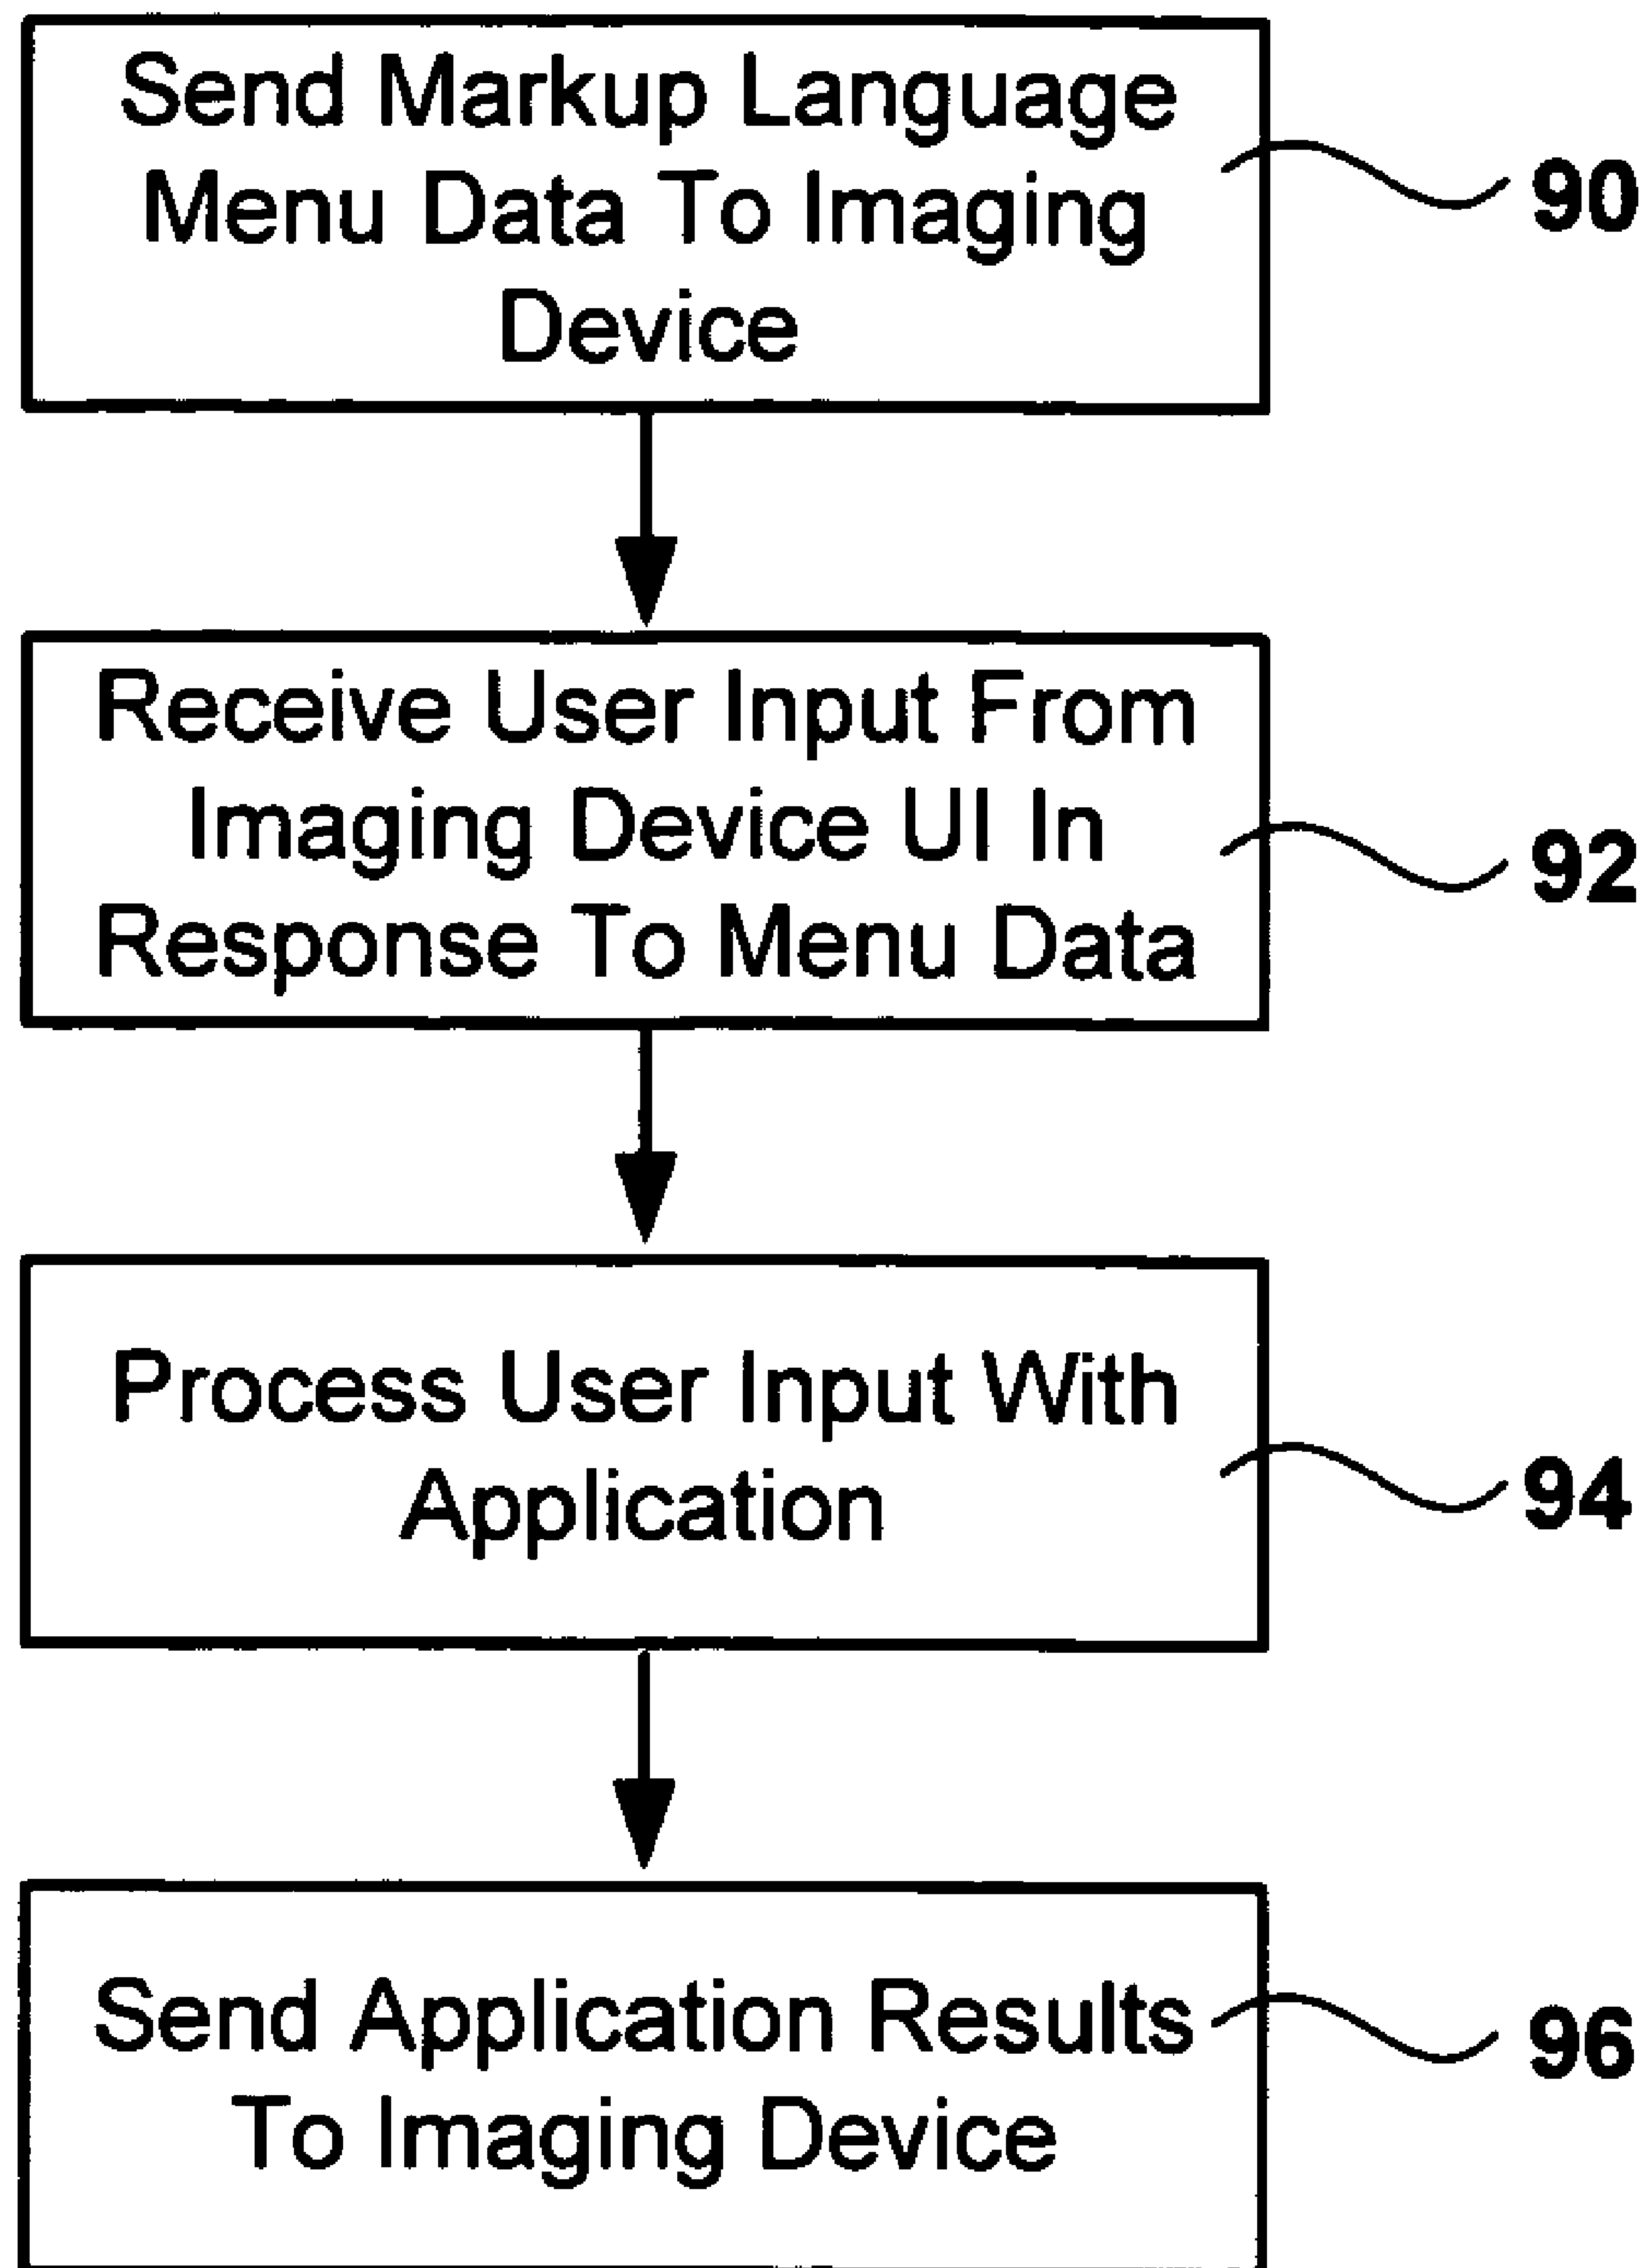 Send Markup Language
Menu Data To Imaging
Device
90
Receive User Input From
Imaging Device UI In
Response To Menu Data
92
Process User Input With
Application
94
Send Application Results
To Imaging Device
96